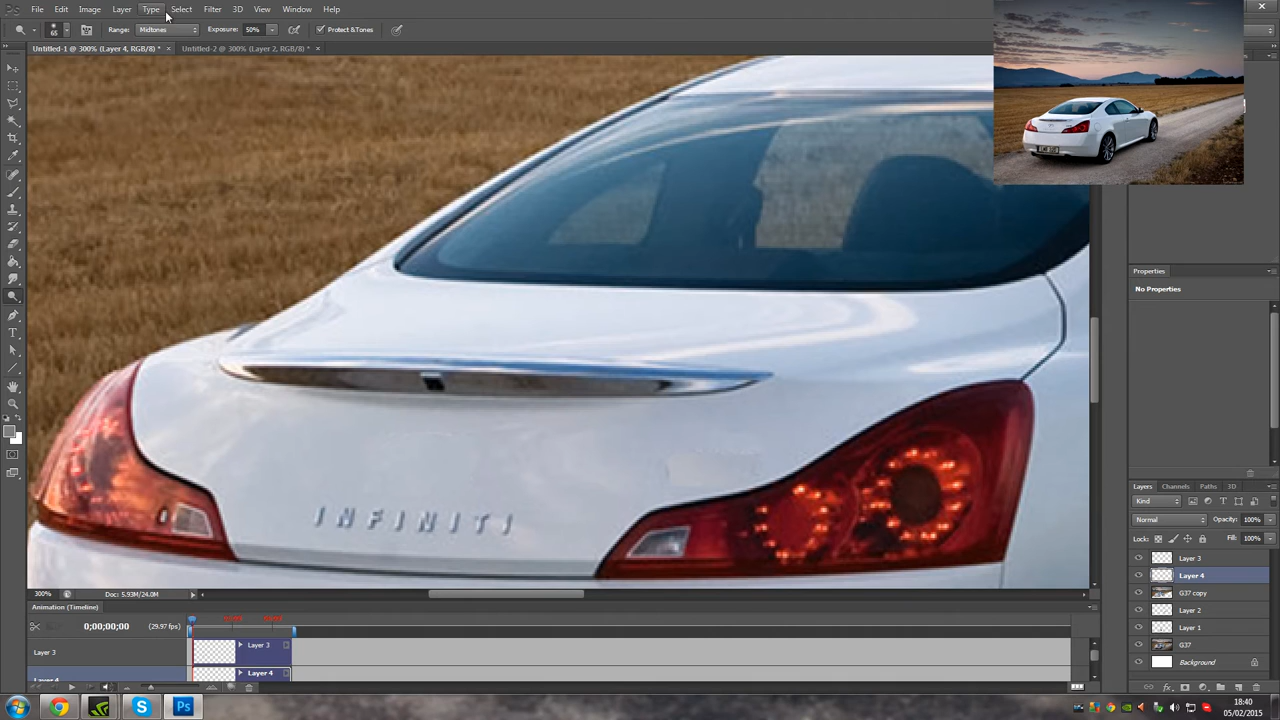 Ps File Edit Image Layer Type Select Filter 3D View Window Help
65 Range: Midtones Exposure: 50% Protect Tones
Untitled-1 @ 300% (Layer 4, RGB/8) * × Untitled-2 @ 300% (Layer 2, RGB/8) * ×
INFINITI
Properties
No Properties
Layers Channels Paths 3D
Kind
Normal Opacity: 100%
Lock: Fill: 100%
Layer 3
Layer 4
G37 copy
Layer 2
Layer 1
G37
Background
300% Doc: 5.93M/24.0M
Animation (Timeline)
0;00;00;00 (29.97 fps)
Layer 3 Layer 3
Layer 4 Layer 4
18:40
05/02/2015